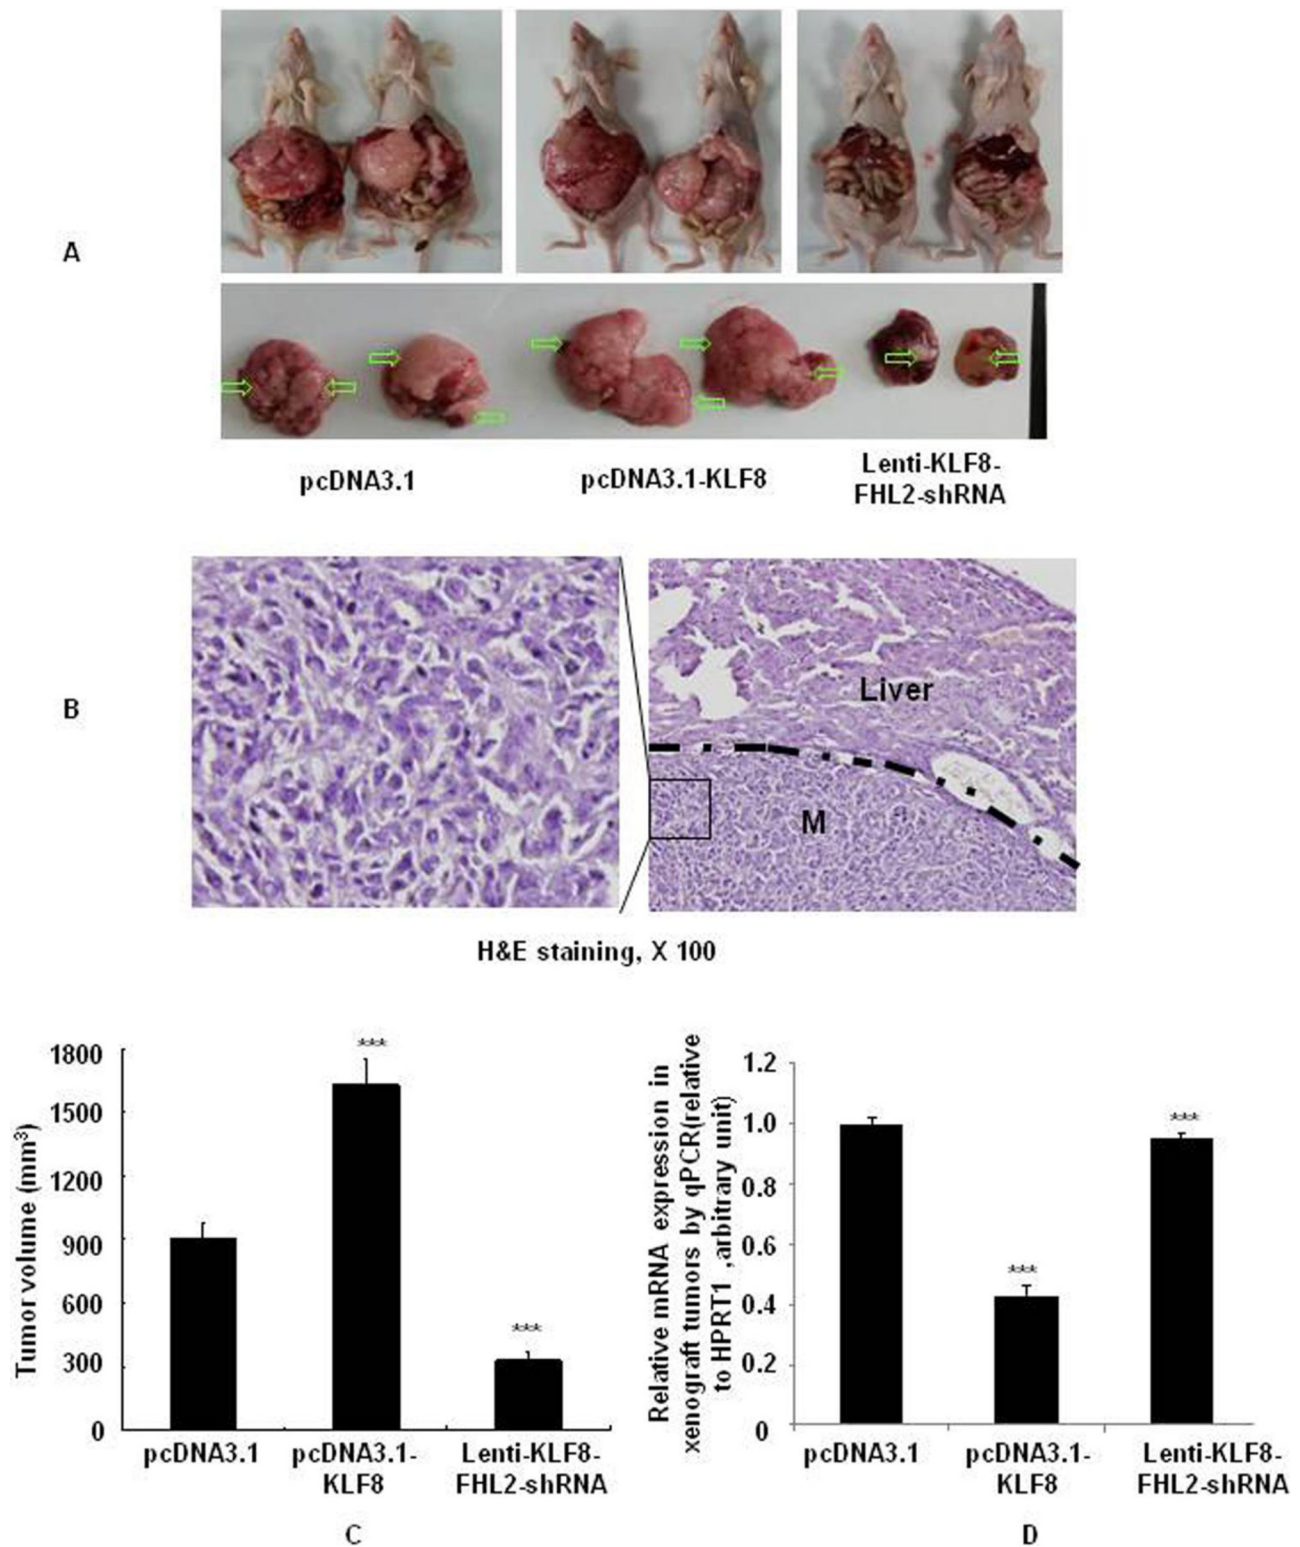 A
pcDNA3.1
pcDNA3.1-KLF8
Lenti-KLF8-
FHL2-shRNA
B
Liver
M
H&E staining, X 100
Tumor volume (mm³)
1800
1500
1200
900
600
300
0
***
***
pcDNA3.1
pcDNA3.1-
KLF8
Lenti-KLF8-
FHL2-shRNA
C
Relative mRNA expression in
xenograft tumors by qPCR(relative
to HPRT1 ,arbitrary unit)
1.2
1.0
0.8
0.6
0.4
0.2
0
***
***
pcDNA3.1
pcDNA3.1-
KLF8
Lenti-KLF8-
FHL2-shRNA
D